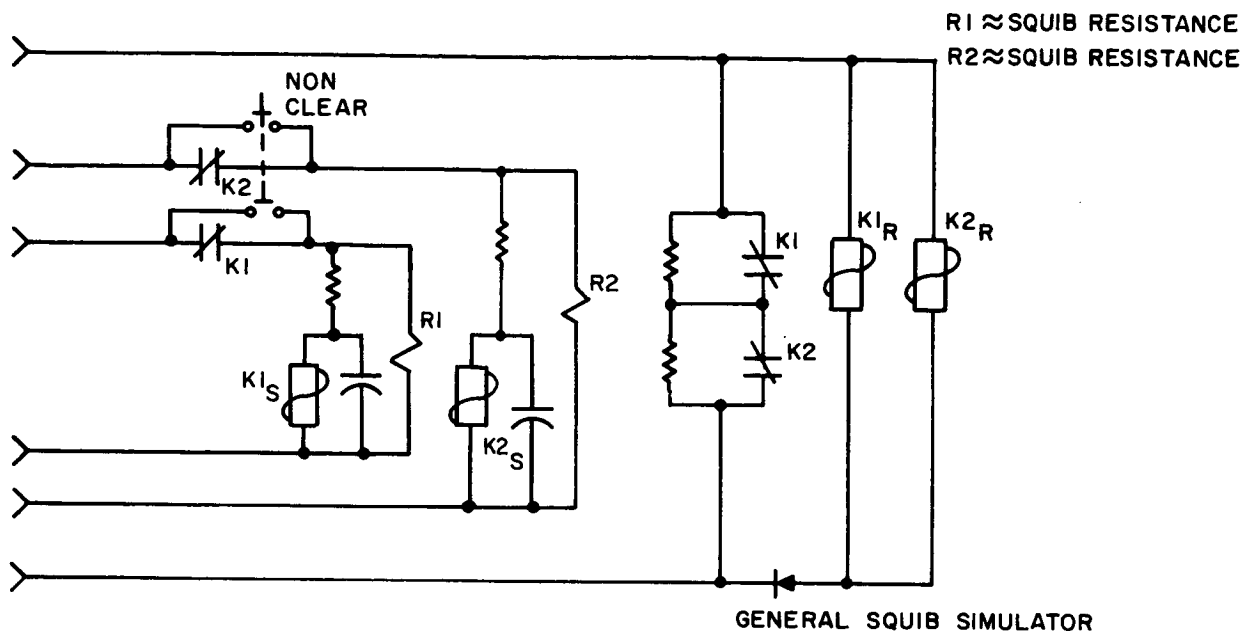 R1 ≈ SQUIB RESISTANCE
R2 ≈ SQUIB RESISTANCE
NON
CLEAR
K2
K1
R1
R2
K1S
K2S
K1
K2
K1R
K2R
GENERAL SQUIB SIMULATOR